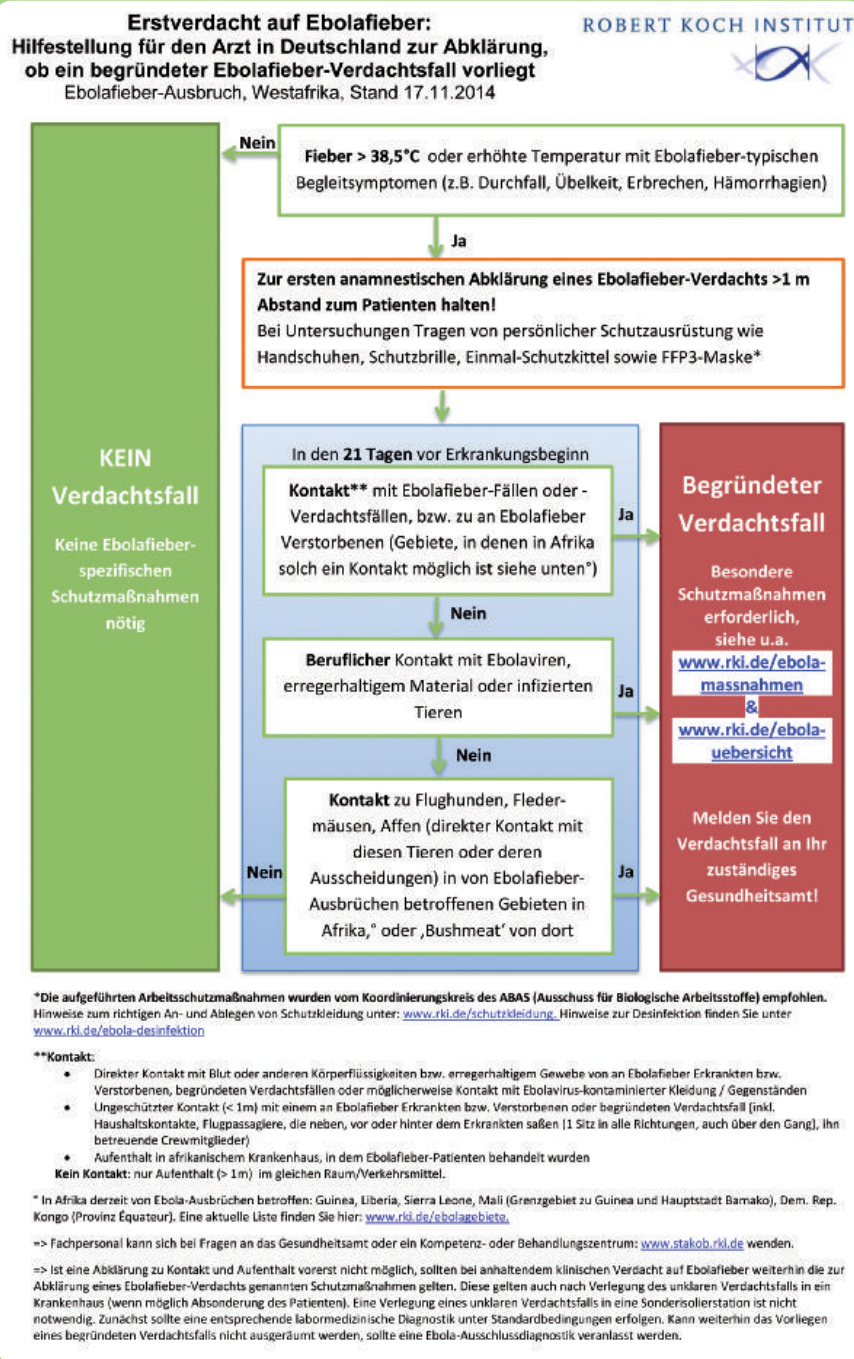 Erstverdacht auf Ebolafieber:
Hilfestellung für den Arzt in Deutschland zur Abklärung,
ob ein begründeter Ebolafieber-Verdachtsfall vorliegt
Ebolafieber-Ausbruch, Westafrika, Stand 17.11.2014
ROBERT KOCH INSTITUT
Nein
Fieber > 38,5°C oder erhöhte Temperatur mit Ebolafieber-typischen
Begleitsymptomen (z.B. Durchfall, Übelkeit, Erbrechen, Hämorrhagien)
Ja
Zur ersten anamnestischen Abklärung eines Ebolafieber-Verdachts >1 m
Abstand zum Patienten halten!
Bei Untersuchungen Tragen von persönlicher Schutzausrüstung wie
Handschuhen, Schutzbrille, Einmal-Schutzkittel sowie FFP3-Maske*
KEIN
Verdachtsfall
Keine Ebolafieber-
spezifischen
Schutzmaßnahmen
nötig
In den 21 Tagen vor Erkrankungsbeginn
Kontakt** mit Ebolafieber-Fällen oder -
Verdachtsfällen, bzw. zu an Ebolafieber
Verstorbenen (Gebiete, in denen in Afrika
solch ein Kontakt möglich ist siehe unten°)
Ja
Nein
Beruflicher Kontakt mit Ebolaviren,
erregerhaltigem Material oder infizierten
Tieren
Ja
Nein
Kontakt zu Flughunden, Fleder-
mäusen, Affen (direkter Kontakt mit
diesen Tieren oder deren
Ausscheidungen) in von Ebolafieber-
Ausbrüchen betroffenen Gebieten in
Afrika,° oder ‚Bushmeat' von dort
Nein
Ja
Begründeter
Verdachtsfall
Besondere
Schutzmaßnahmen
erforderlich,
siehe u.a.
www.rki.de/ebola-
massnahmen
&
www.rki.de/ebola-
uebersicht
Melden Sie den
Verdachtsfall an Ihr
zuständiges
Gesundheitsamt!
*Die aufgeführten Arbeitsschutzmaßnahmen wurden vom Koordinierungskreis des ABAS (Ausschuss für Biologische Arbeitsstoffe) empfohlen.
Hinweise zum richtigen An- und Ablegen von Schutzkleidung unter: www.rki.de/schutzkleidung. Hinweise zur Desinfektion finden Sie unter
www.rki.de/ebola-desinfektion
**Kontakt:
• Direkter Kontakt mit Blut oder anderen Körperflüssigkeiten bzw. erregerhaltigem Gewebe von an Ebolafieber Erkrankten bzw.
Verstorbenen, begründeten Verdachtsfällen oder möglicherweise Kontakt mit Ebolavirus-kontaminierter Kleidung / Gegenständen
• Ungeschützter Kontakt (< 1m) mit einem an Ebolafieber Erkrankten bzw. Verstorbenen oder begründeten Verdachtsfall (inkl.
Haushaltskontakte, Flugpassagiere, die neben, vor oder hinter dem Erkrankten saßen (1 Sitz in alle Richtungen, auch über den Gang), ihn
betreuende Crewmitglieder)
• Aufenthalt in afrikanischem Krankenhaus, in dem Ebolafieber-Patienten behandelt wurden
Kein Kontakt: nur Aufenthalt (> 1m) im gleichen Raum/Verkehrsmittel.
° In Afrika derzeit von Ebola-Ausbrüchen betroffen: Guinea, Liberia, Sierra Leone, Mali (Grenzgebiet zu Guinea und Hauptstadt Bamako), Dem. Rep.
Kongo (Provinz Équateur). Eine aktuelle Liste finden Sie hier: www.rki.de/ebolagebiete.
=> Fachpersonal kann sich bei Fragen an das Gesundheitsamt oder ein Kompetenz- oder Behandlungszentrum: www.stakob.rki.de wenden.
=> Ist eine Abklärung zu Kontakt und Aufenthalt vorerst nicht möglich, sollten bei anhaltendem klinischen Verdacht auf Ebolafieber weiterhin die zur
Abklärung eines Ebolafieber-Verdachts genannten Schutzmaßnahmen gelten. Diese gelten auch nach Verlegung des unklaren Verdachtsfalls in ein
Krankenhaus (wenn möglich Absonderung des Patienten). Eine Verlegung eines unklaren Verdachtsfalls in eine Sonderisolierstation ist nicht
notwendig. Zunächst sollte eine entsprechende labormedizinische Diagnostik unter Standardbedingungen erfolgen. Kann weiterhin das Vorliegen
eines begründeten Verdachtsfalls nicht ausgeräumt werden, sollte eine Ebola-Ausschlussdiagnostik veranlasst werden.